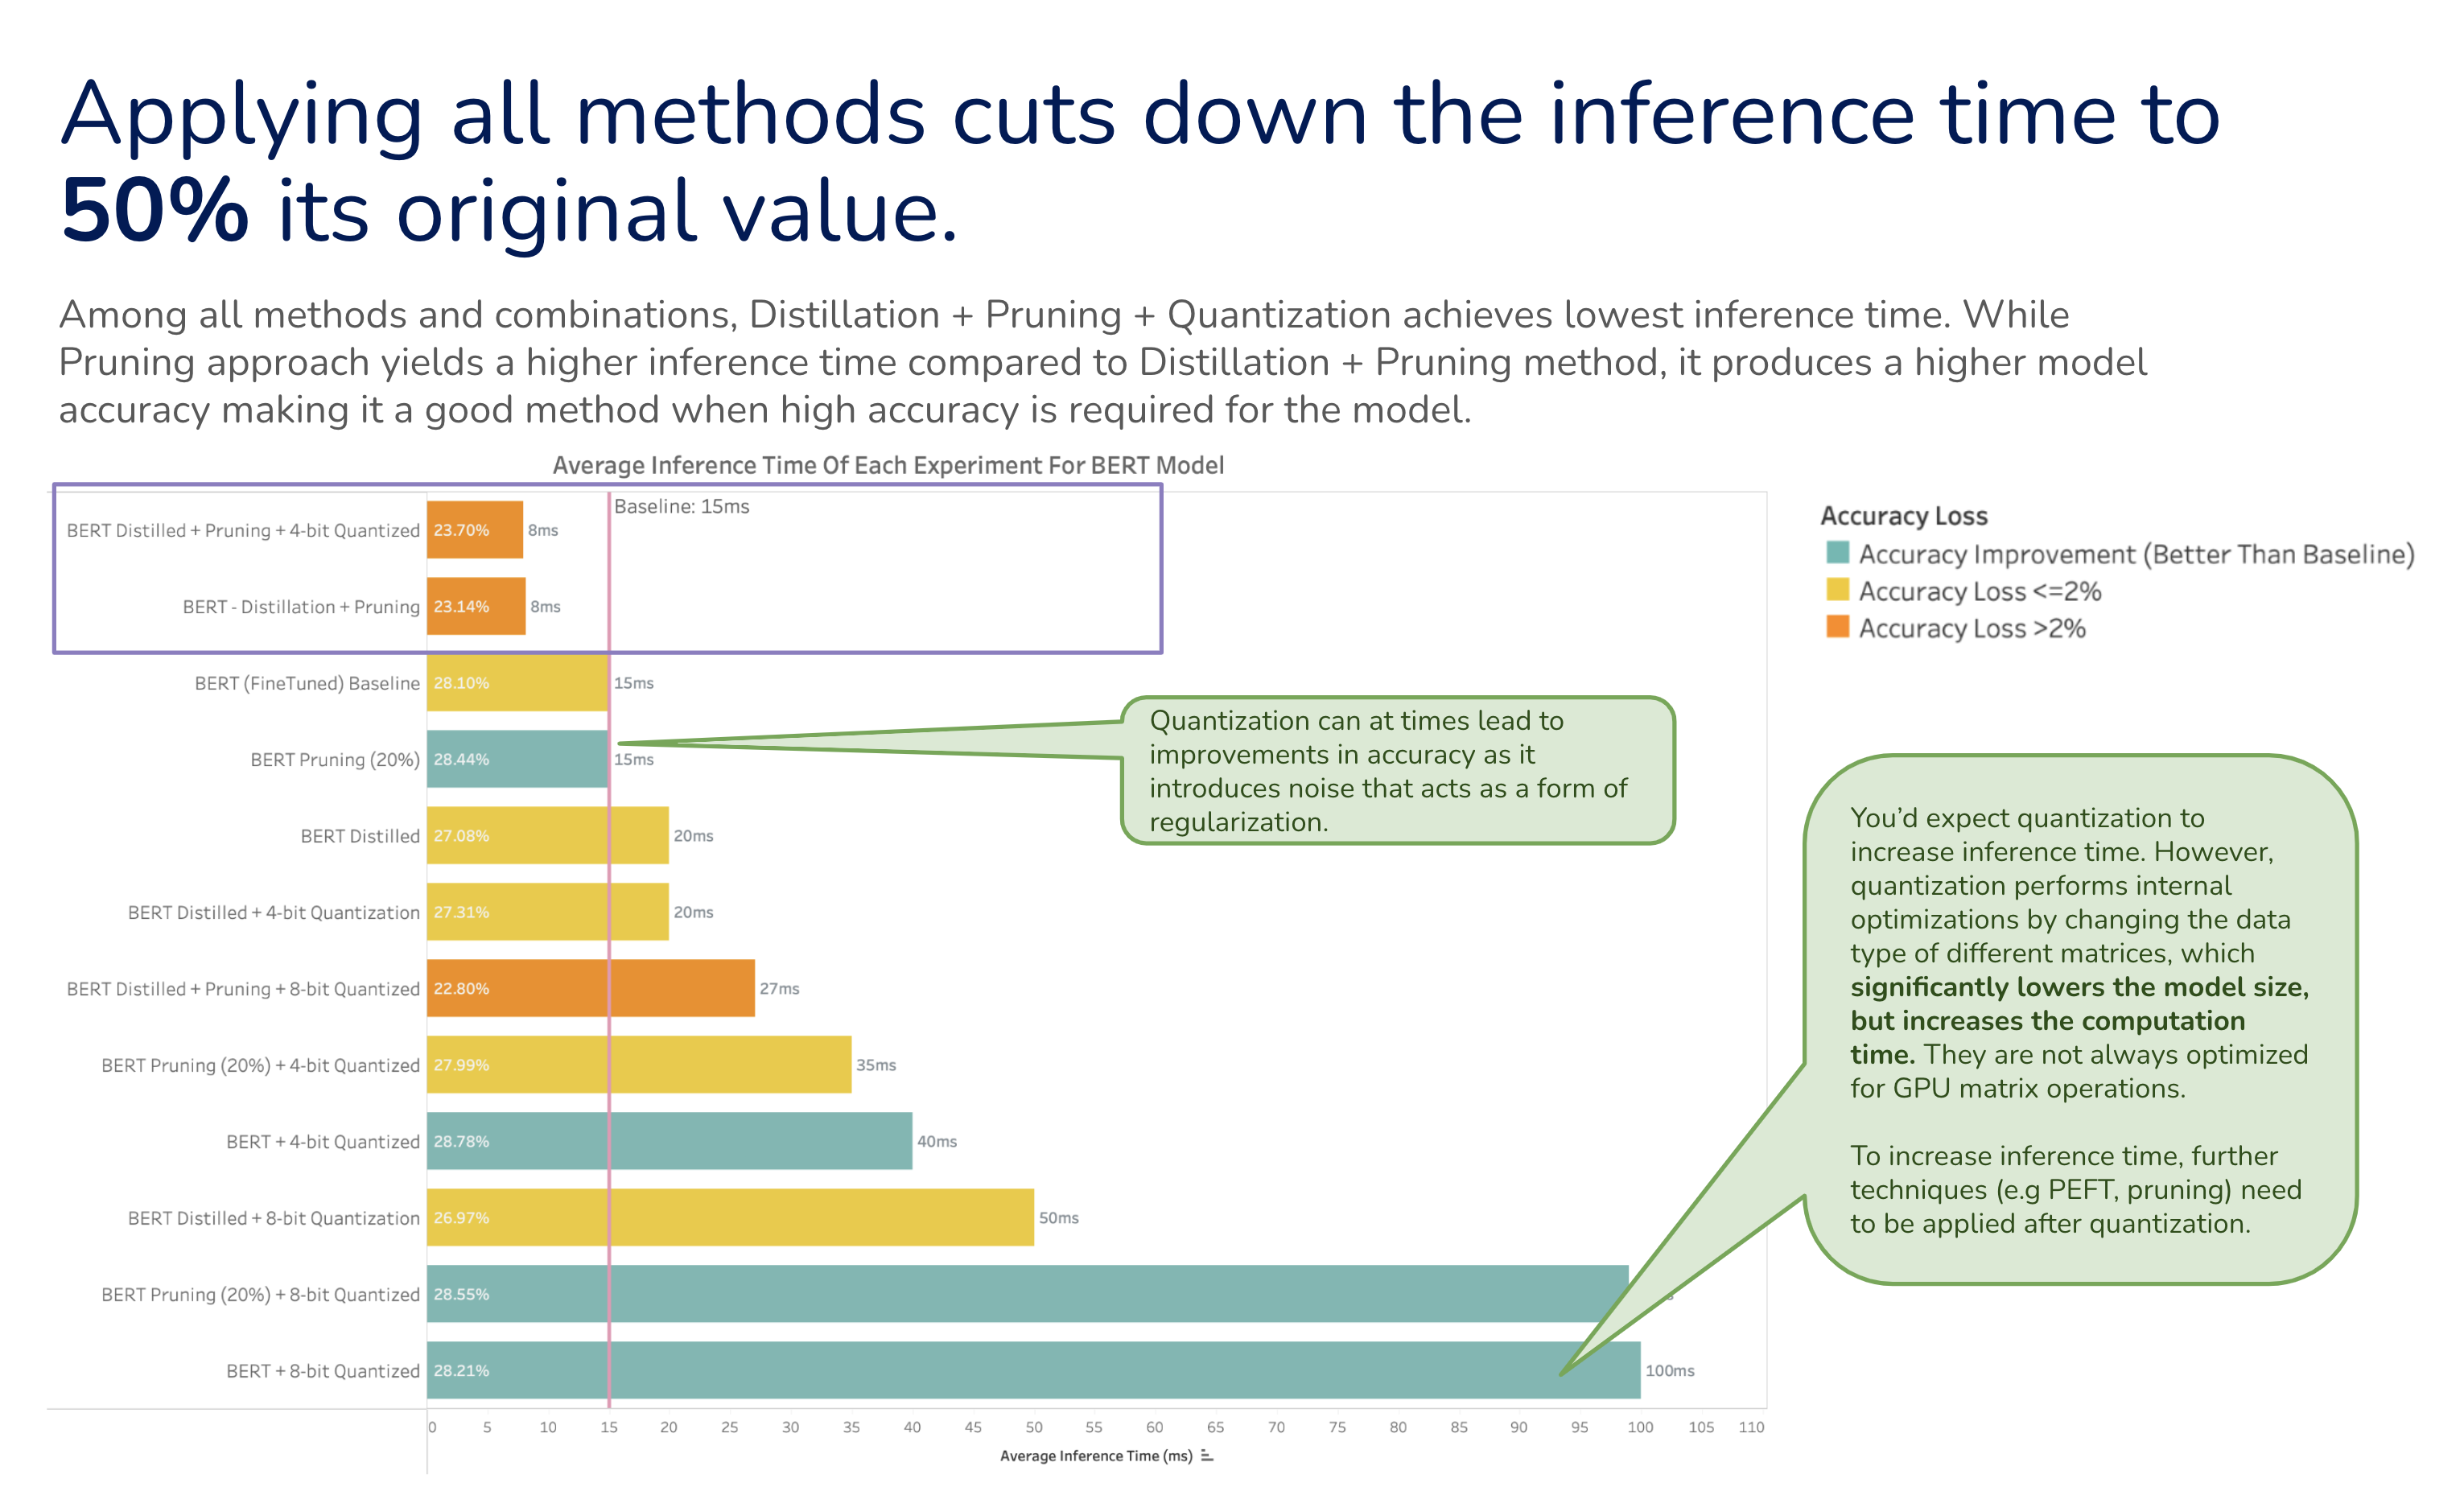 Applying all methods cuts down the inference time to
50% its original value.
Among all methods and combinations, Distillation + Pruning + Quantization achieves lowest inference time. While
Pruning approach yields a higher inference time compared to Distillation + Pruning method, it produces a higher model
accuracy making it a good method when high accuracy is required for the model.
Average Inference Time Of Each Experiment For BERT Model
Baseline: 15ms
BERT Distilled + Pruning + 4-bit Quantized 23.70% 8ms
BERT - Distillation + Pruning 23.14% 8ms
BERT (FineTuned) Baseline 28.10% 15ms
BERT Pruning (20%) 28.44% 15ms
BERT Distilled 27.08% 20ms
BERT Distilled + 4-bit Quantization 27.31% 20ms
BERT Distilled + Pruning + 8-bit Quantized 22.80% 27ms
BERT Pruning (20%) + 4-bit Quantized 27.99% 35ms
BERT + 4-bit Quantized 28.78% 40ms
BERT Distilled + 8-bit Quantization 26.97% 50ms
BERT Pruning (20%) + 8-bit Quantized 28.55%
BERT + 8-bit Quantized 28.21% 100ms
0 5 10 15 20 25 30 35 40 45 50 55 60 65 70 75 80 85 90 95 100 105 110
Average Inference Time (ms)
Accuracy Loss
Accuracy Improvement (Better Than Baseline)
Accuracy Loss <=2%
Accuracy Loss >2%
Quantization can at times lead to
improvements in accuracy as it
introduces noise that acts as a form of
regularization.
You’d expect quantization to
increase inference time. However,
quantization performs internal
optimizations by changing the data
type of different matrices, which
significantly lowers the model size,
but increases the computation
time. They are not always optimized
for GPU matrix operations.
To increase inference time, further
techniques (e.g PEFT, pruning) need
to be applied after quantization.